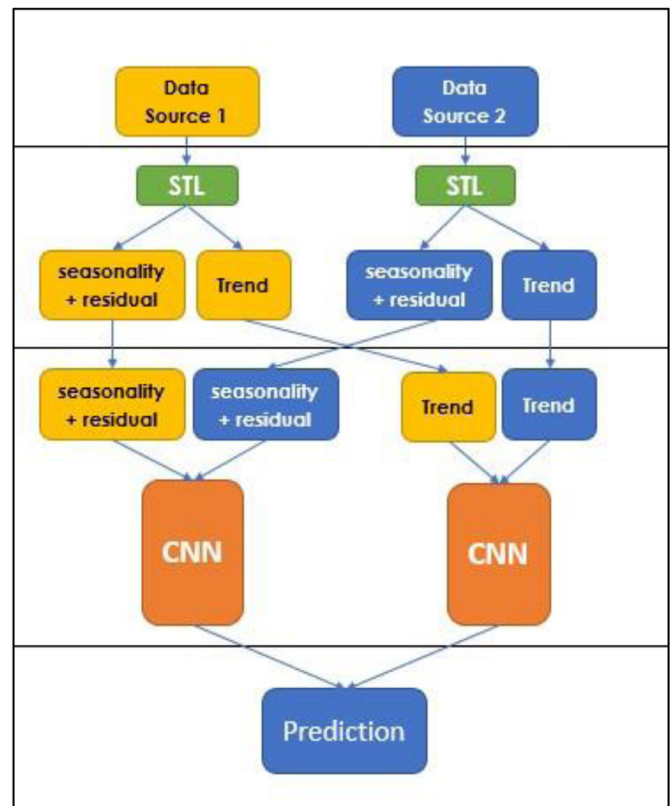 Data
Source 1
Data
Source 2
STL
STL
seasonality
+ residual
Trend
seasonality
+ residual
Trend
seasonality
+ residual
seasonality
+ residual
Trend
Trend
CNN
CNN
Prediction